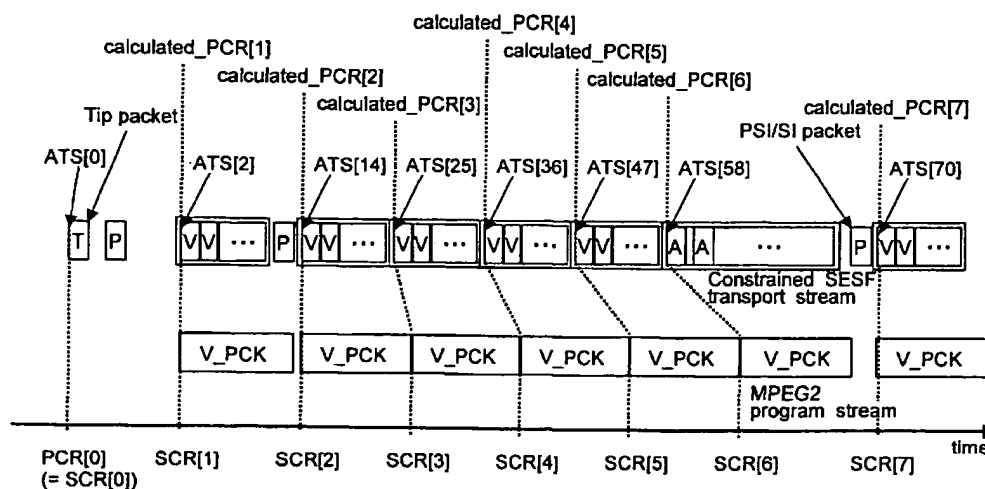 calculated_PCR[4]
calculated_PCR[1]
calculated_PCR[5]
calculated_PCR[2]
calculated_PCR[6]
calculated_PCR[3]
calculated_PCR[7]
Tip packet
PSI/SI packet
ATS[0]
ATS[2]
ATS[14]
ATS[25]
ATS[36]
ATS[47]
ATS[58]
ATS[70]
T P V V ... P V V ... V V ... V V ... V V ... A A ... P V V ...
Constrained SESF
transport stream
V_PCK V_PCK V_PCK V_PCK V_PCK V_PCK V_PCK
MPEG2
program stream
time
PCR[0] SCR[1] SCR[2] SCR[3] SCR[4] SCR[5] SCR[6] SCR[7]
(= SCR[0])